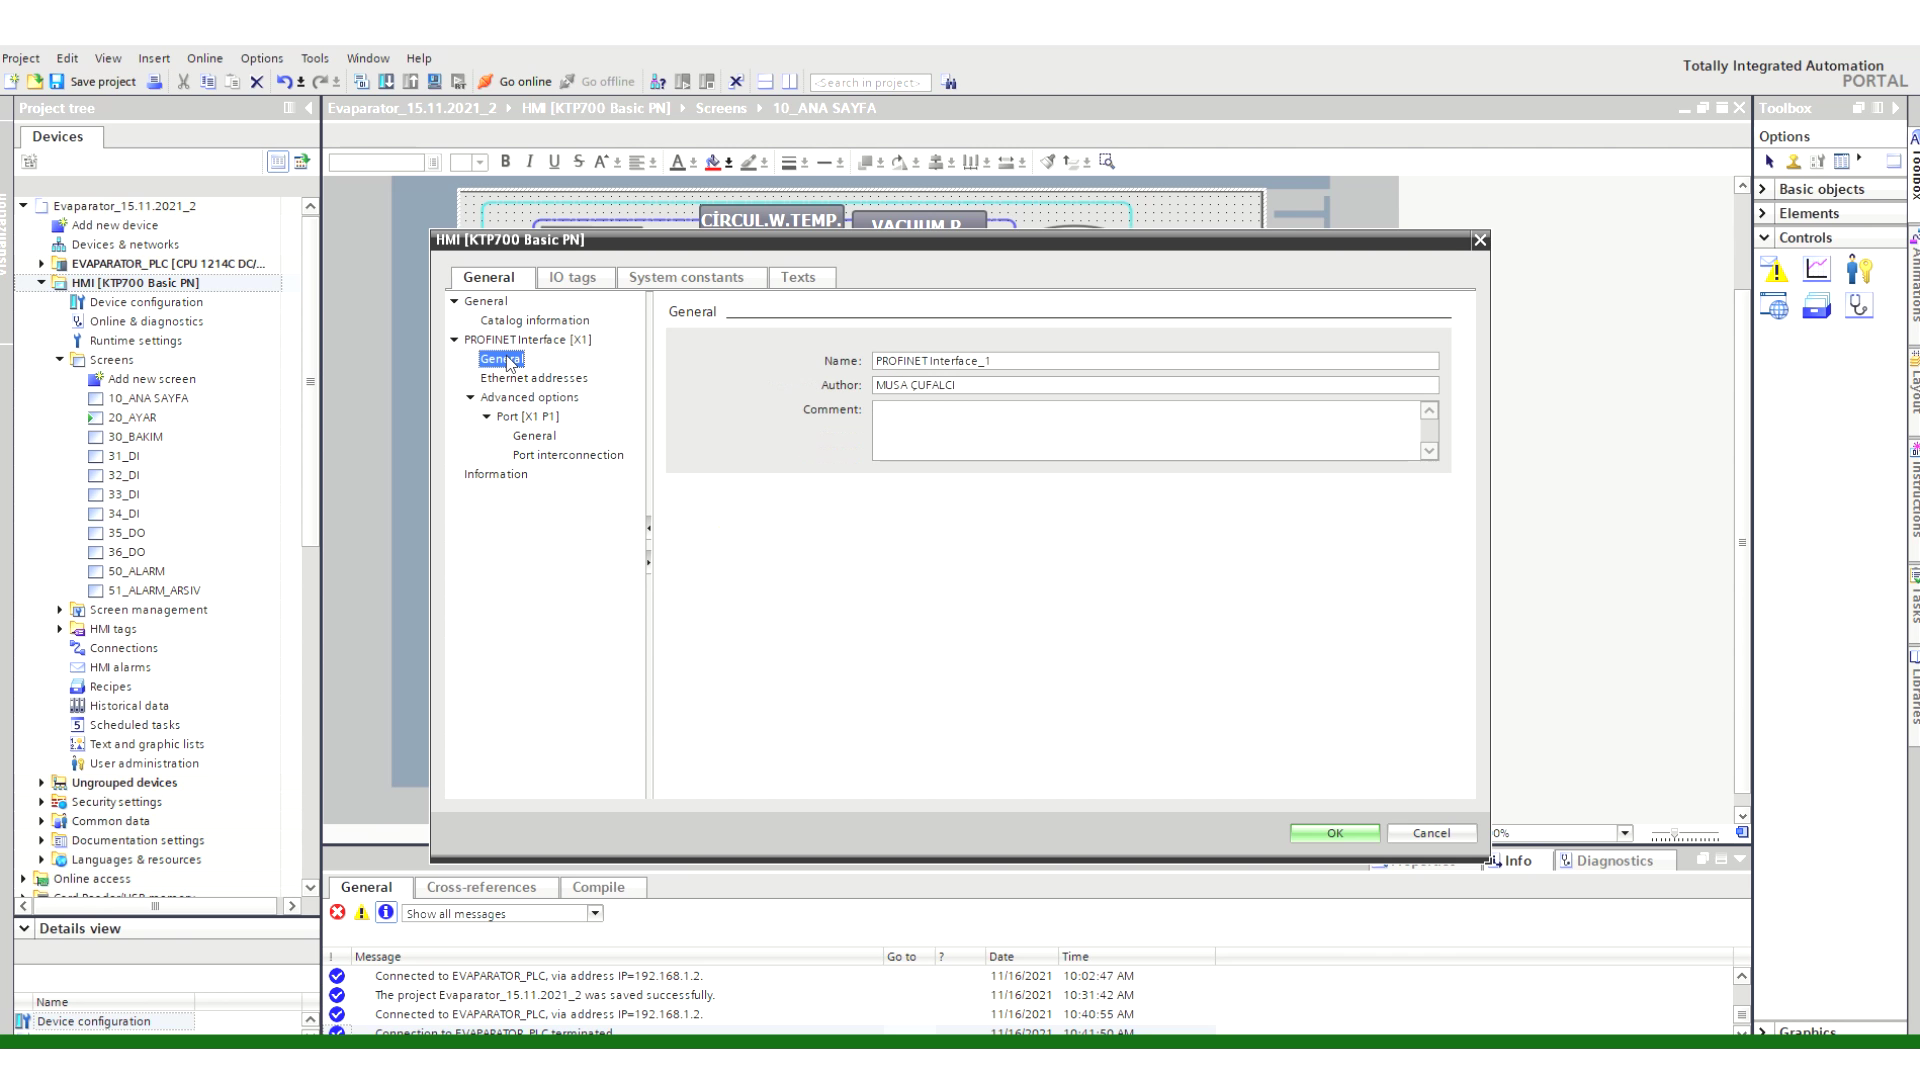 Project Edit View Insert Online Options Tools Window Help
Totally Integrated Automation
PORTAL
Save project
Go online
Go offline
<Search in project>
Project tree
Evaparator_15.11.2021_2 HMI [KTP700 Basic PN] Screens 10_ANA SAYFA
Toolbox
Devices
Options
Evaparator_15.11.2021_2
Add new device
Devices & networks
EVAPARATOR_PLC [CPU 1214C DC/...
HMI [KTP700 Basic PN]
Device configuration
Online & diagnostics
Runtime settings
Screens
Add new screen
10_ANA SAYFA
20_AYAR
30_BAKIM
31_DI
32_DI
33_DI
34_DI
35_DO
36_DO
50_ALARM
51_ALARM_ARSIV
Screen management
HMI tags
Connections
HMI alarms
Recipes
Historical data
Scheduled tasks
Text and graphic lists
User administration
Ungrouped devices
Security settings
Common data
Documentation settings
Languages & resources
Online access
Card Reader/USB memory
Details view
Name
Device configuration
CİRCUL.W.TEMP.
VACUUM.P
HMI [KTP700 Basic PN]
General IO tags System constants Texts
General
Catalog information
PROFINET Interface [X1]
General
Ethernet addresses
Advanced options
Port [X1 P1]
General
Port interconnection
Information
General
Name: PROFINET Interface_1
Author: MUSA ÇUFALCI
Comment:
OK Cancel
0%
Properties Info Diagnostics
General Cross-references Compile
Show all messages
! Message Go to ? Date Time
Connected to EVAPARATOR_PLC, via address IP=192.168.1.2. 11/16/2021 10:02:47 AM
The project Evaparator_15.11.2021_2 was saved successfully. 11/16/2021 10:31:42 AM
Connected to EVAPARATOR_PLC, via address IP=192.168.1.2. 11/16/2021 10:40:55 AM
Connection to EVAPARATOR_PLC terminated. 11/16/2021 10:41:50 AM
Basic objects
Elements
Controls
Graphics
Toolbox
Animations
Layout
Instructions
Tasks
Libraries